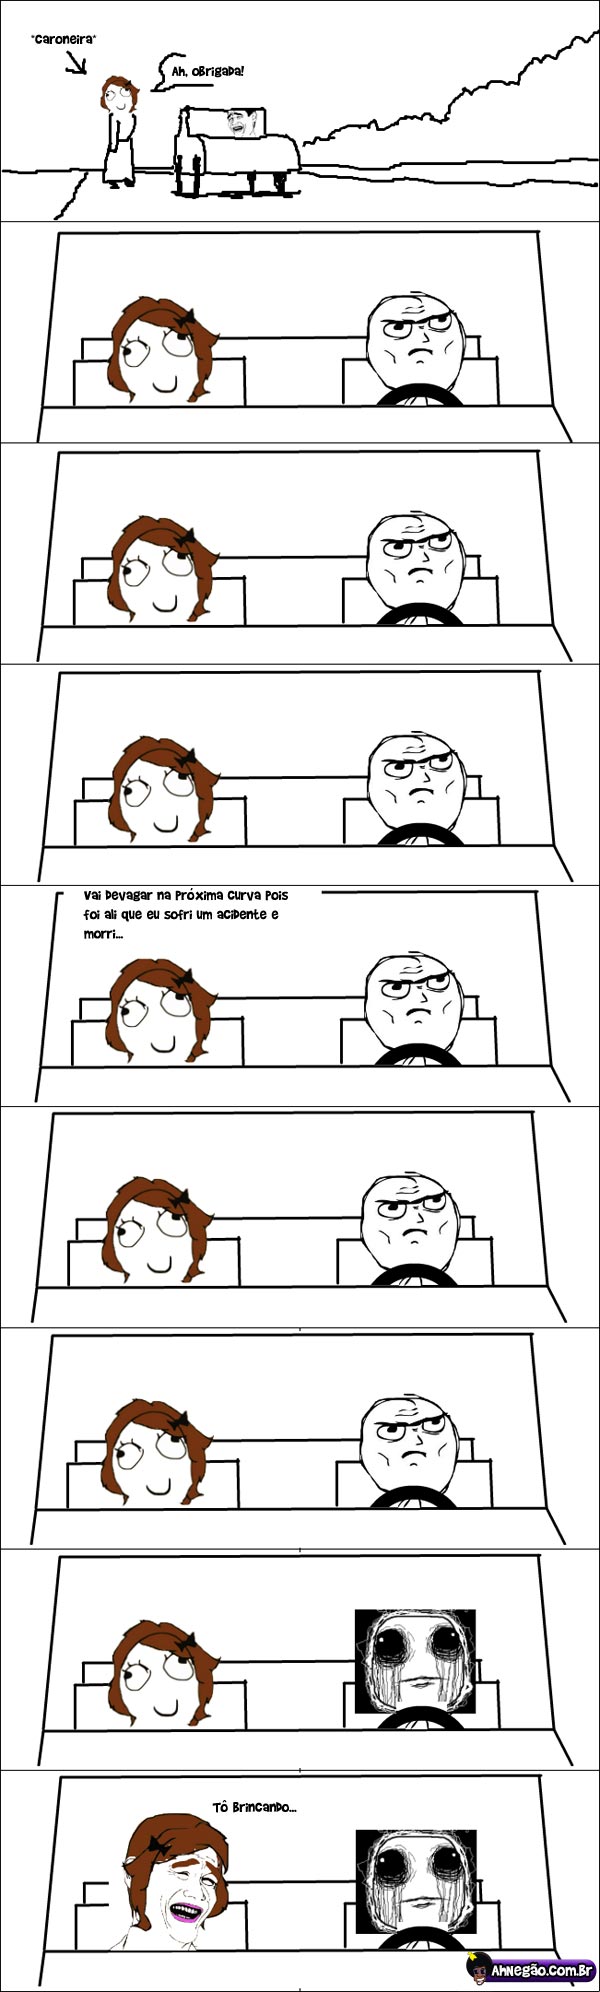 *Caroneira*
Ah, obrigada!
Vai devagar na próxima curva pois
foi ali que eu sofri um acidente e
morri...
Tô brincando...
Ahnegão.com.br